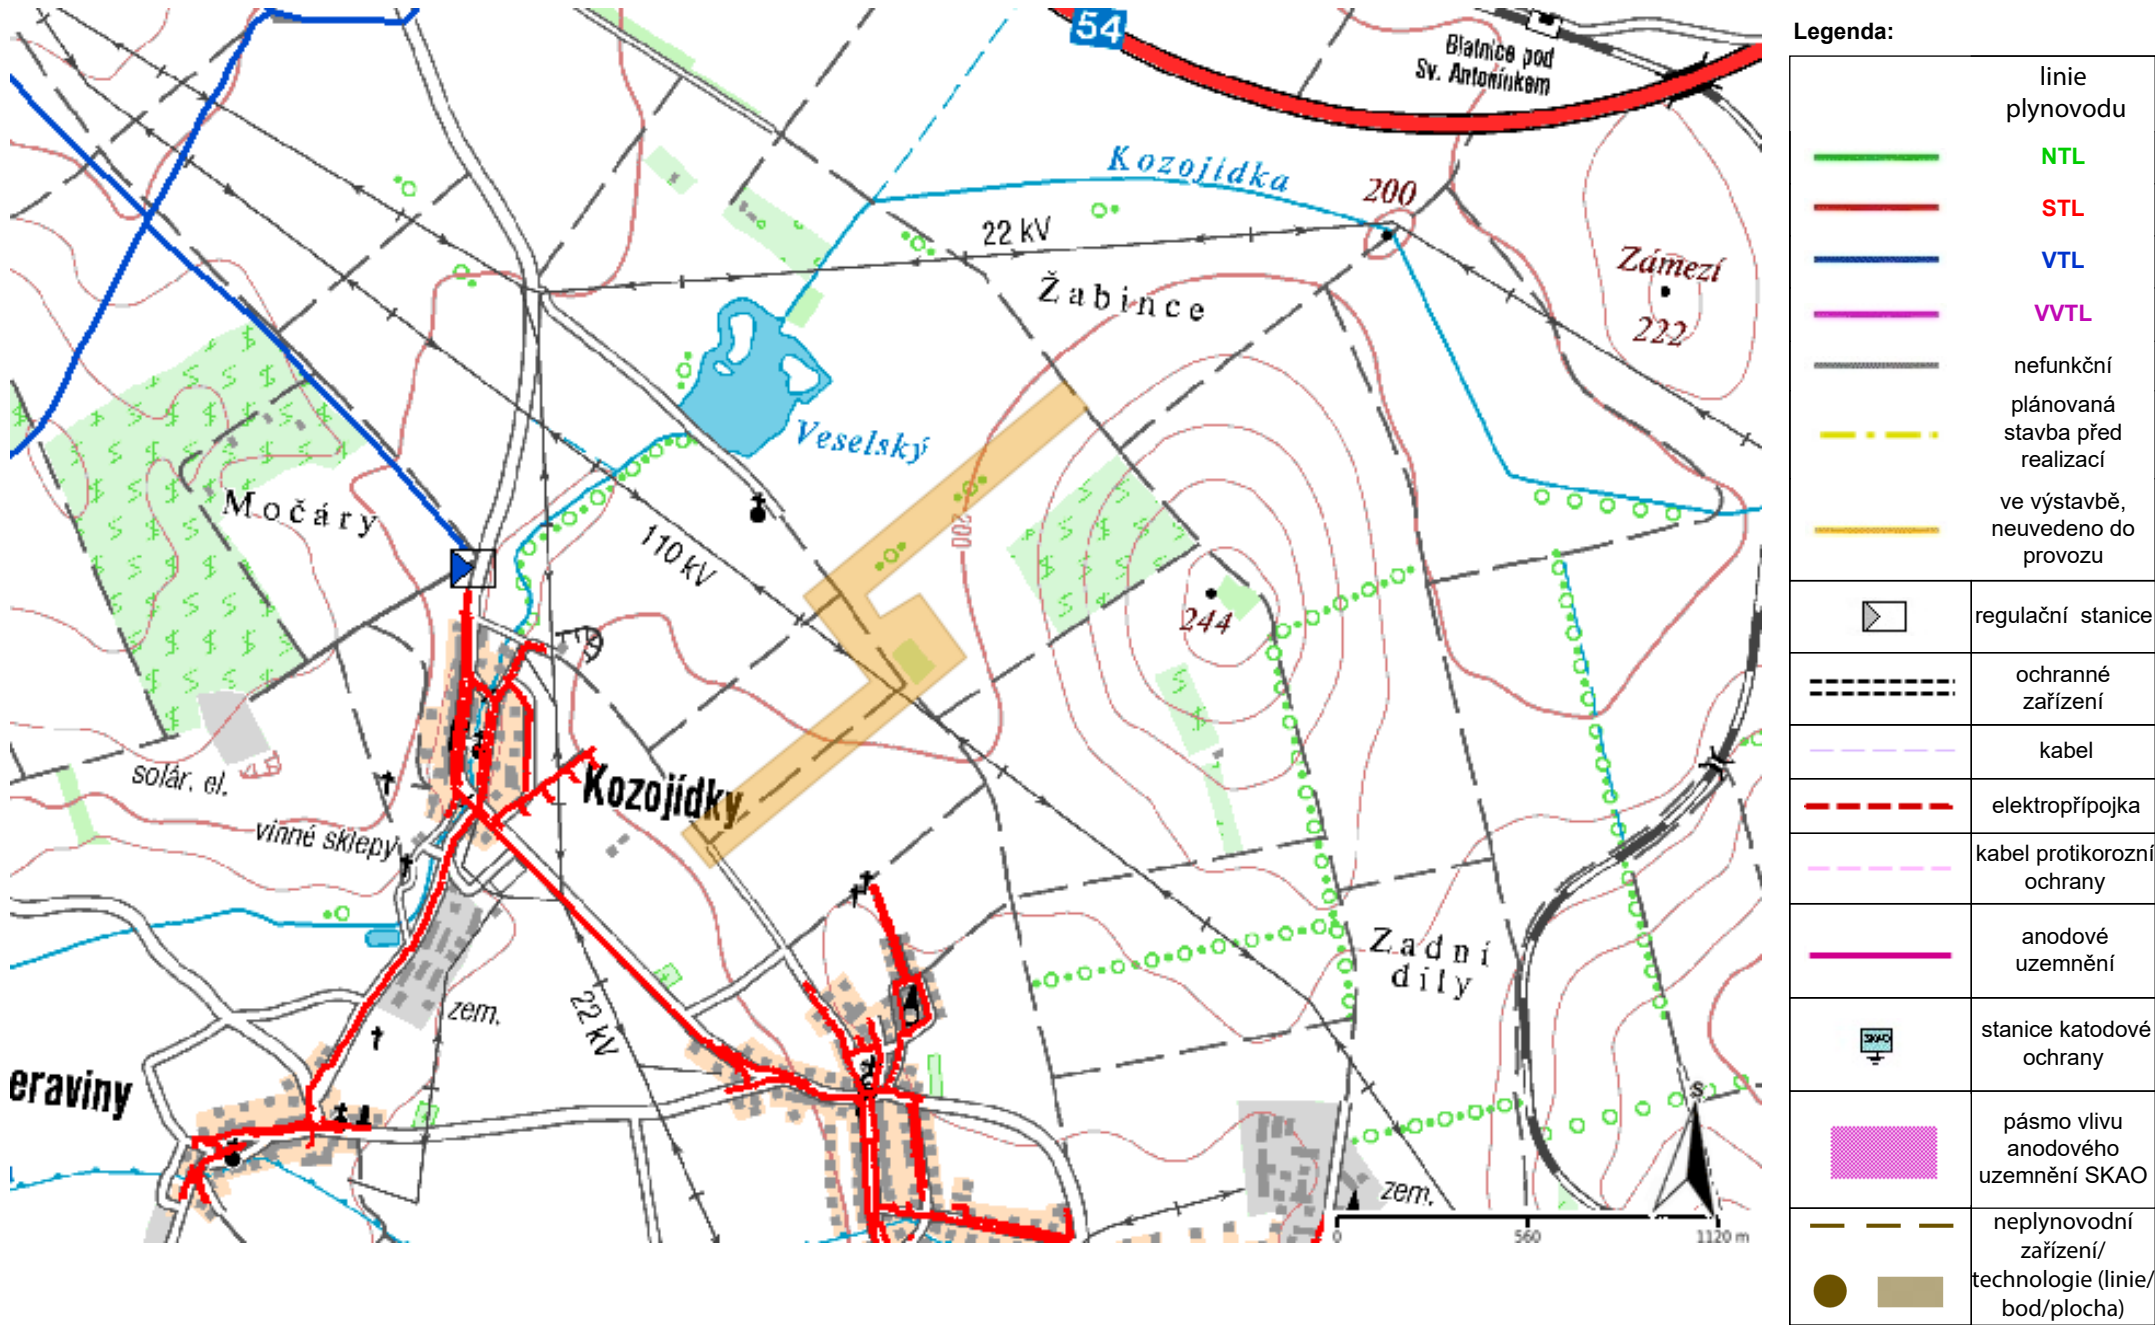 54
Blatnice pod
Sv. Antonínkem
Kozojídka
200
22 kV
Zámezí
222
Žabince
Veselský
Močáry
200
110 kV
244
solár. el.
Kozojídky
vinné sklepy
zem.
22 kV
Zadní
díly
eraviny
zem.
S
0
560
1120 m
Legenda:
linie
plynovodu
NTL
STL
VTL
VVTL
nefunkční
plánovaná
stavba před
realizací
ve výstavbě,
neuvedeno do
provozu
regulační stanice
ochranné
zařízení
kabel
elektropřípojka
kabel protikorozní
ochrany
anodové
uzemnění
SKAO
stanice katodové
ochrany
pásmo vlivu
anodového
uzemnění SKAO
neplynovodní
zařízení/
technologie (linie/
bod/plocha)